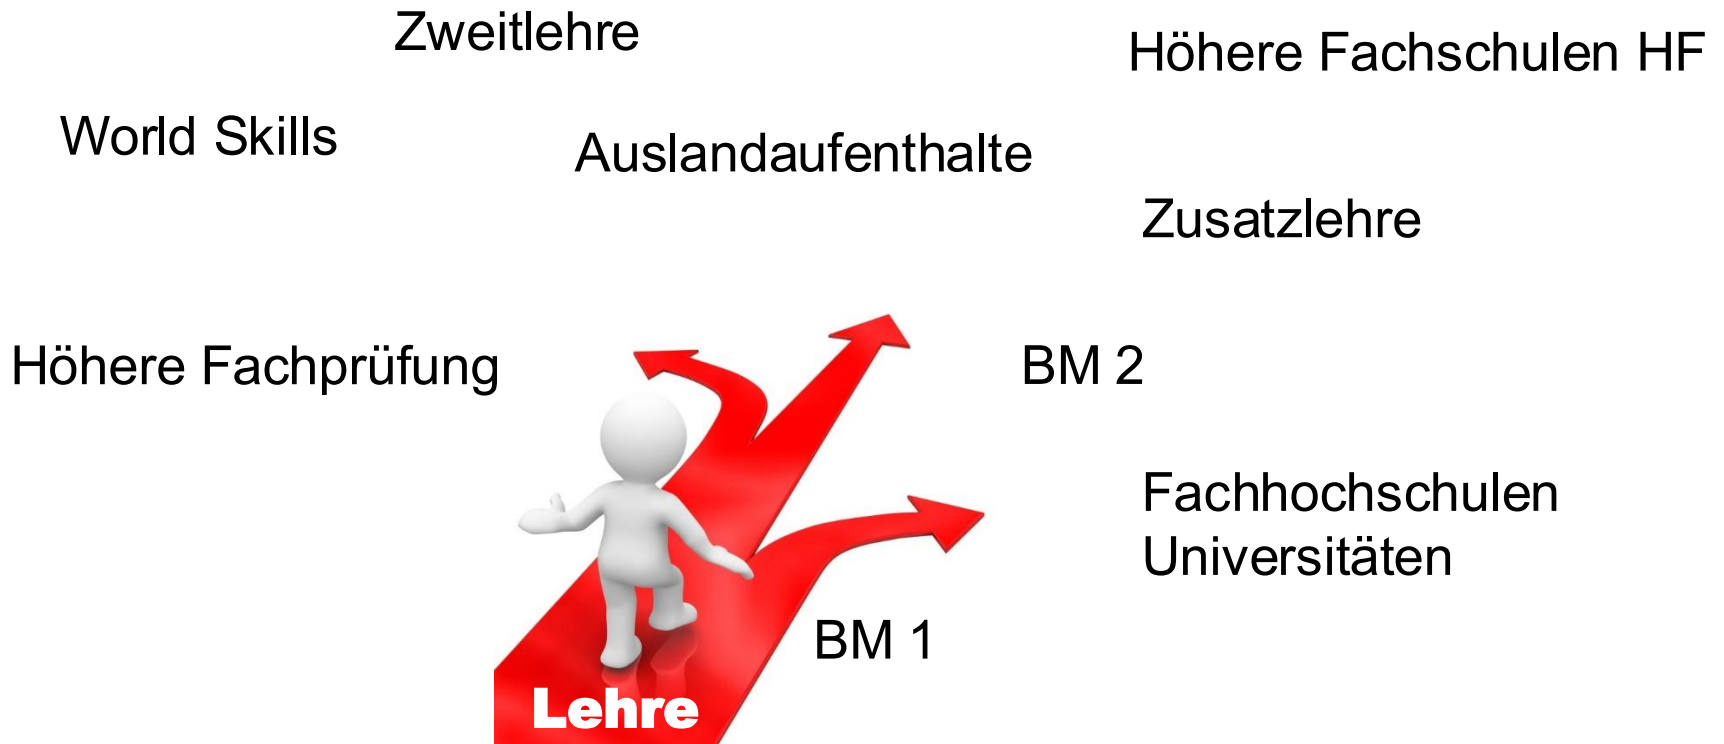 Zweitlehre
Höhere Fachschulen HF
World Skills
Auslandaufenthalte
Zusatzlehre
Höhere Fachprüfung
BM 2
Fachhochschulen
Universitäten
BM 1
Lehre